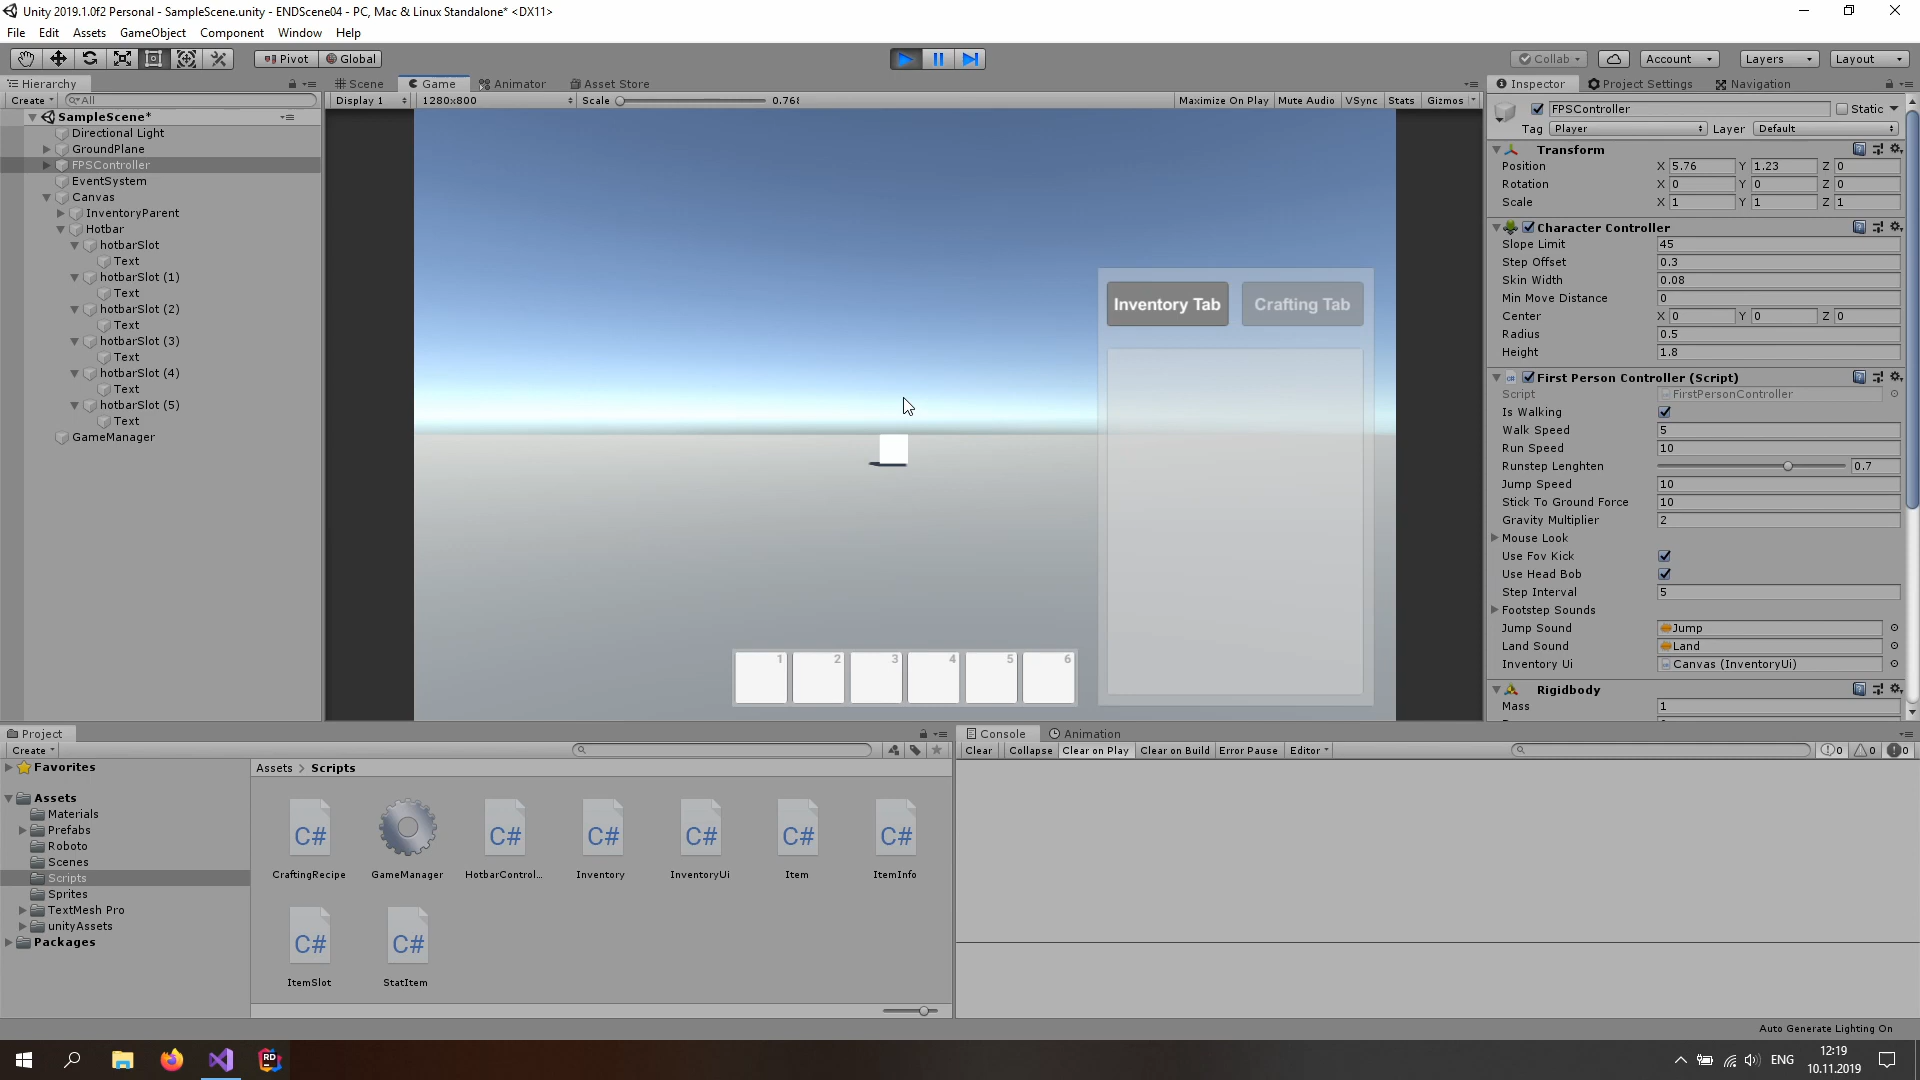 Unity 2019.1.0f2 Personal - SampleScene.unity - ENDScene04 - PC, Mac & Linux Standalone* <DX11>
File Edit Assets GameObject Component Window Help
Pivot Global Collab Account Layers Layout
Hierarchy
Create All
SampleScene*
Directional Light
GroundPlane
FPSController
EventSystem
Canvas
InventoryParent
Hotbar
hotbarSlot
Text
hotbarSlot (1)
Text
hotbarSlot (2)
Text
hotbarSlot (3)
Text
hotbarSlot (4)
Text
hotbarSlot (5)
Text
GameManager
Scene Game Animator Asset Store
Display 1 1280x800 Scale Maximize On Play Mute Audio VSync Stats Gizmos
Inventory Tab Crafting Tab
1 2 3 4 5 6
Inspector Project Settings Navigation
FPSController Static
Tag Player Layer Default
Transform
Position X 5.76 Y 1.23 Z 0
Rotation X 0 Y 0 Z 0
Scale X 1 Y 1 Z 1
Character Controller
Slope Limit 45
Step Offset 0.3
Skin Width 0.08
Min Move Distance 0
Center X 0 Y 0 Z 0
Radius 0.5
Height 1.8
First Person Controller (Script)
Script FirstPersonController
Is Walking
Walk Speed 5
Run Speed 10
Runstep Lenghten 0.7
Jump Speed 10
Stick To Ground Force 10
Gravity Multiplier 2
Mouse Look
Use Fov Kick
Use Head Bob
Step Interval 5
Footstep Sounds
Jump Sound Jump
Land Sound Land
Inventory Ui Canvas (InventoryUi)
Rigidbody
Mass 1
Project
Create
Favorites
Assets
Materials
Prefabs
Roboto
Scenes
Scripts
Sprites
TextMesh Pro
unityAssets
Packages
Assets > Scripts
C# C# C# C# C# C#
CraftingRecipe GameManager HotbarControl... Inventory InventoryUi Item ItemInfo
C# C#
ItemSlot StatItem
Console Animation
Clear Collapse Clear on Play Clear on Build Error Pause Editor 0 0 0
Auto Generate Lighting On
RD ENG 12:19
10.11.2019